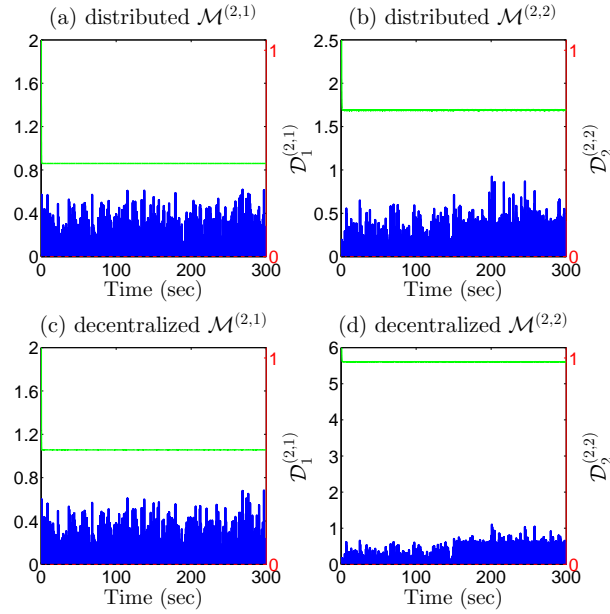 (a) distributed $\mathcal{M}^{(2,1)}$
2
1.6
1.2
0.8
0.4
0
0 100 200 300
Time (sec)
1
0
$\mathcal{D}_1^{(2,1)}$
(b) distributed $\mathcal{M}^{(2,2)}$
2.5
2
1.5
1
0.5
0
0 100 200 300
Time (sec)
1
0
$\mathcal{D}_2^{(2,2)}$
(c) decentralized $\mathcal{M}^{(2,1)}$
2
1.6
1.2
0.8
0.4
0
0 100 200 300
Time (sec)
1
0
$\mathcal{D}_1^{(2,1)}$
(d) decentralized $\mathcal{M}^{(2,2)}$
6
5
4
3
2
1
0
0 100 200 300
Time (sec)
1
0
$\mathcal{D}_2^{(2,2)}$